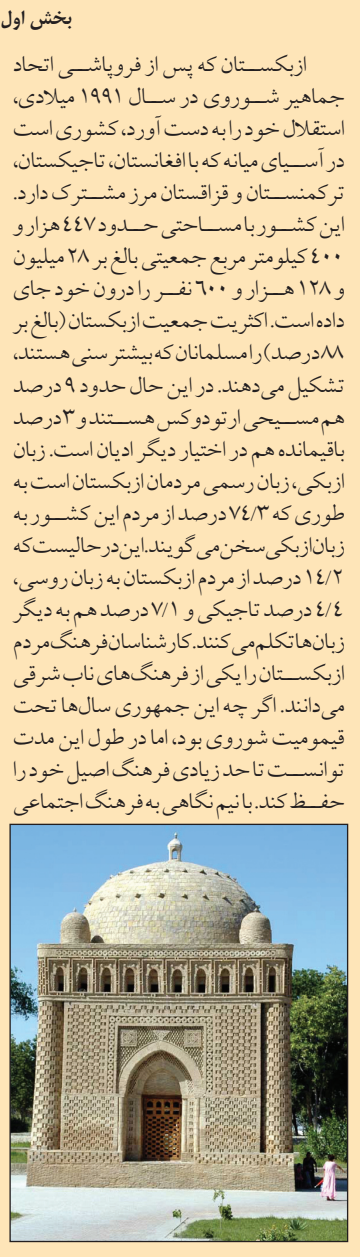 بخش اول
ازبکستان که پس از فروپاشی اتحاد
جماهیر شوروی در سال ۱۹۹۱ میلادی،
استقلال خود را به دست آورد، کشوری است
در آسیای میانه که با افغانستان، تاجیکستان،
ترکمنستان و قزاقستان مرز مشترک دارد.
این کشور با مساحتی حدود ۴۴۷ هزار و
۴۰۰ کیلومتر مربع جمعیتی بالغ بر ۲۸ میلیون
و ۱۲۸ هزار و ۶۰۰ نفر را درون خود جای
داده است. اکثریت جمعیت ازبکستان (بالغ بر
۸۸ درصد) را مسلمانان که بیشتر سنی هستند،
تشکیل می‌دهند. در این حال حدود ۹ درصد
هم مسیحی ارتودوکس هستند و ۳ درصد
باقیمانده هم در اختیار دیگر ادیان است. زبان
ازبکی، زبان رسمی مردمان ازبکستان است به
طوری که ۷۴/۳ درصد از مردم این کشور به
زبان ازبکی سخن می گویند. این در حالیست که
۱۴/۲ درصد از مردم ازبکستان به زبان روسی،
۴/۴ درصد تاجیکی و ۷/۱ درصد هم به دیگر
زبان‌ها تکلم می‌کنند. کارشناسان فرهنگ مردم
ازبکستان را یکی از فرهنگ‌های ناب شرقی
می‌دانند. اگر چه این جمهوری سال‌ها تحت
قیمومیت شوروی بود، اما در طول این مدت
توانست تا حد زیادی فرهنگ اصیل خود را
حفظ کند. با نیم نگاهی به فرهنگ اجتماعی